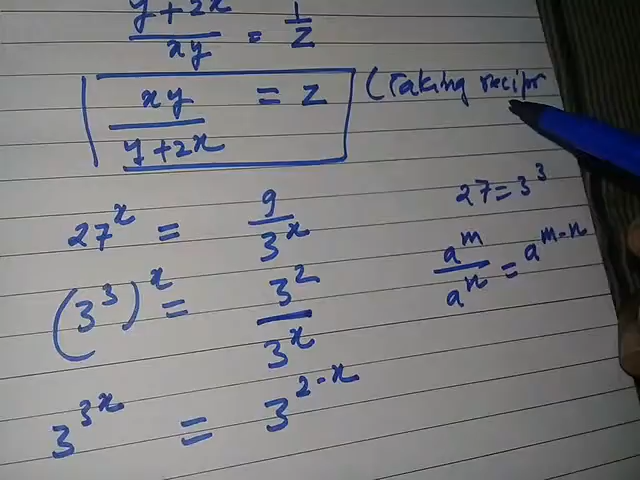 y+2x/xy = 1/z
xy/y+2x = z (Taking recipr
27^x = 9/3^x 27=3^3
(3^3)^x = 3^2/3^x a^m/a^n = a^m-n
3^3x = 3^2-x